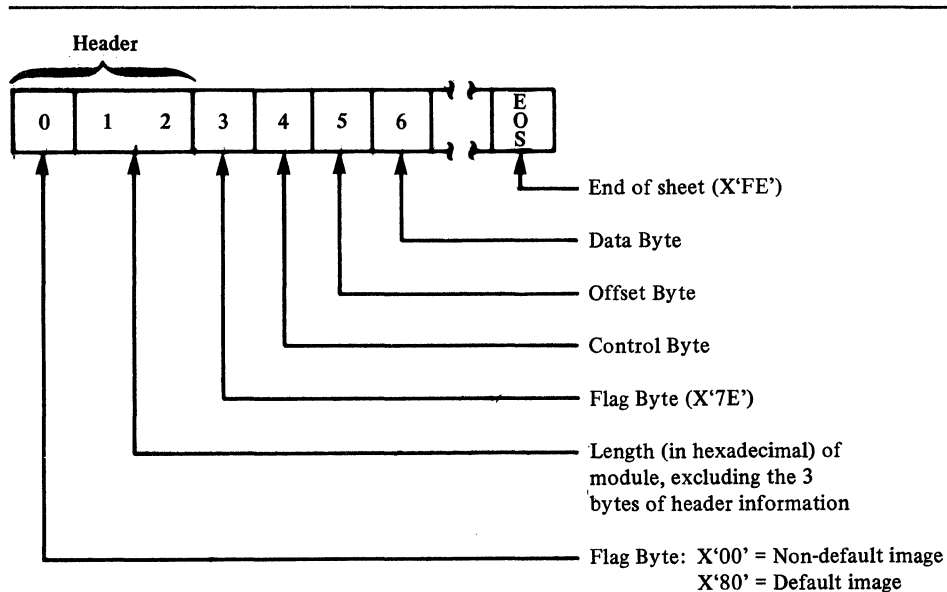 Header
0 1 2 3 4 5 6 EOS
End of sheet (X‘FE’)
Data Byte
Offset Byte
Control Byte
Flag Byte (X‘7E’)
Length (in hexadecimal) of
module, excluding the 3
bytes of header information
Flag Byte: X‘00’ = Non-default image
X‘80’ = Default image